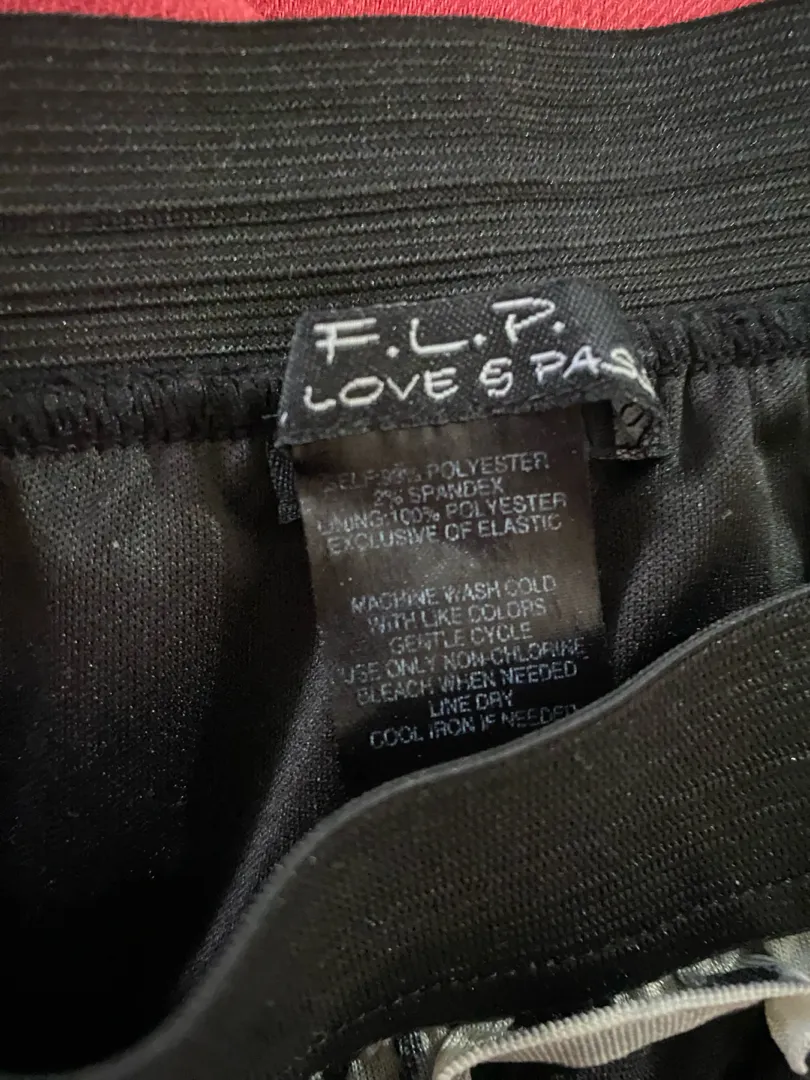 F.L.P.
LOVE & PAS
POLYESTER
2% SPANDEX
LINING:100% POLYESTER
EXCLUSIVE OF ELASTIC
MACHINE WASH COLD
WITH LIKE COLORS
GENTLE CYCLE
USE ONLY NON-CHLORINE
BLEACH WHEN NEEDED
LINE DRY
COOL IRON IF NEEDED